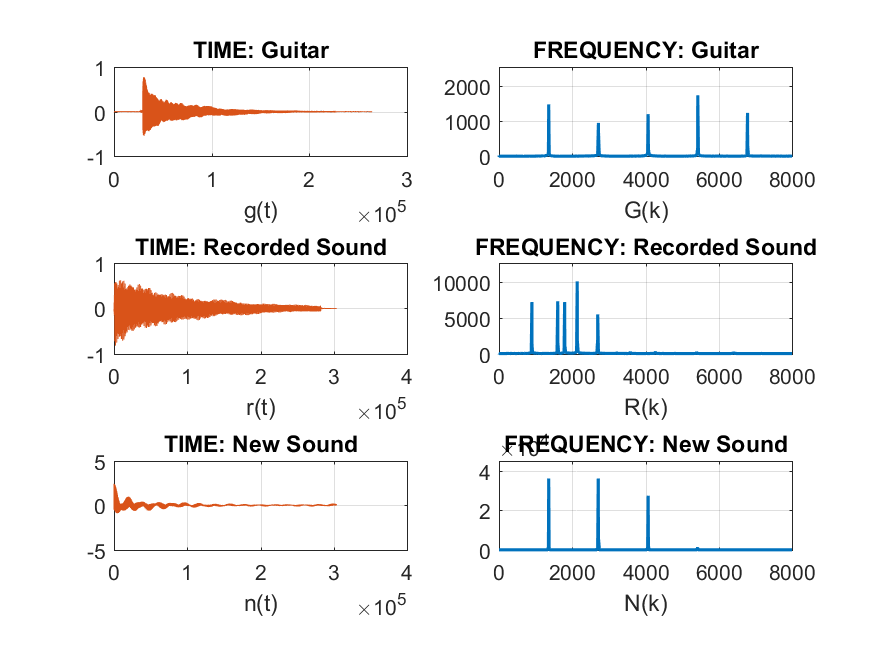 TIME: Guitar
1
0
-1
0 1 2 3
g(t) ×10^5
FREQUENCY: Guitar
2000
1000
0
0 2000 4000 6000 8000
G(k)
TIME: Recorded Sound
1
0
-1
0 1 2 3 4
r(t) ×10^5
FREQUENCY: Recorded Sound
10000
5000
0
0 2000 4000 6000 8000
R(k)
TIME: New Sound
5
0
-5
0 1 2 3 4
n(t) ×10^5
FREQUENCY: New Sound
×10^4
4
2
0
0 2000 4000 6000 8000
N(k)